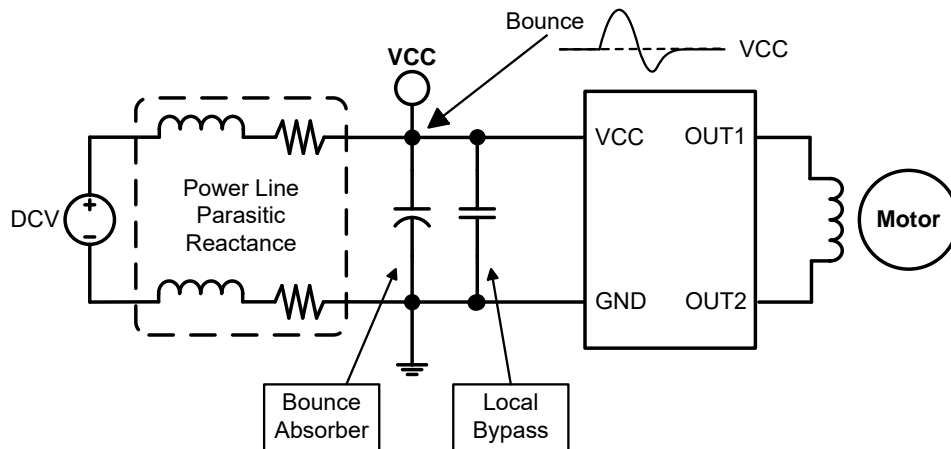 Bounce
VCC
VCC
Power Line
Parasitic
Reactance
DCV
+
−
VCC
OUT1
GND
OUT2
Motor
Bounce
Absorber
Local
Bypass